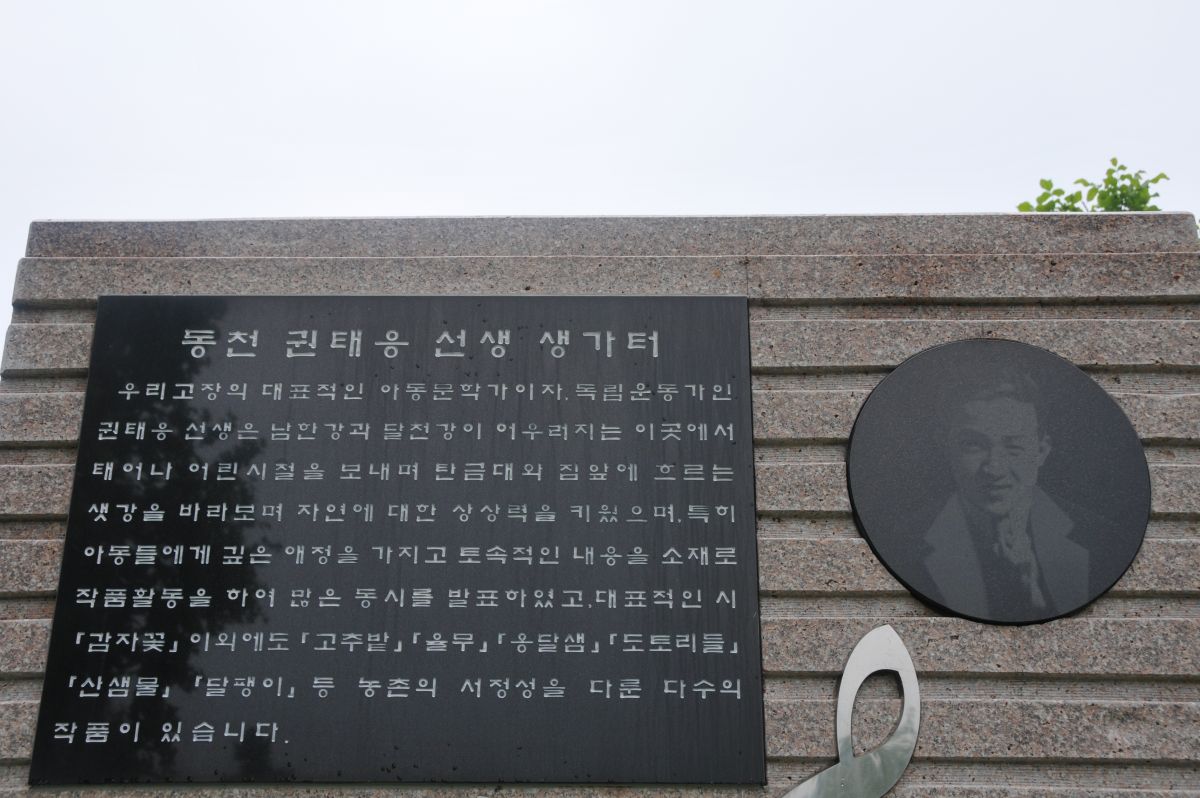 동천 권태응 선생 생가터
우리고장의 대표적인 아동문학가이자, 독립운동가인
권태응 선생은 남한강과 달천강이 어우러지는 이곳에서
태어나 어린시절을 보내며 탄금대와 집앞에 흐르는
샛강을 바라보며 자연에 대한 상상력을 키웠으며, 특히
아동들에게 깊은 애정을 가지고 토속적인 내용을 소재로
작품활동을 하여 많은 동시를 발표하였고, 대표적인 시
『감자꽃』 이외에도 『고추밭』 『율무』 『옹달샘』 『도토리들』
『산샘물』 『달팽이』 등 농촌의 서정성을 다룬 다수의
작품이 있습니다.